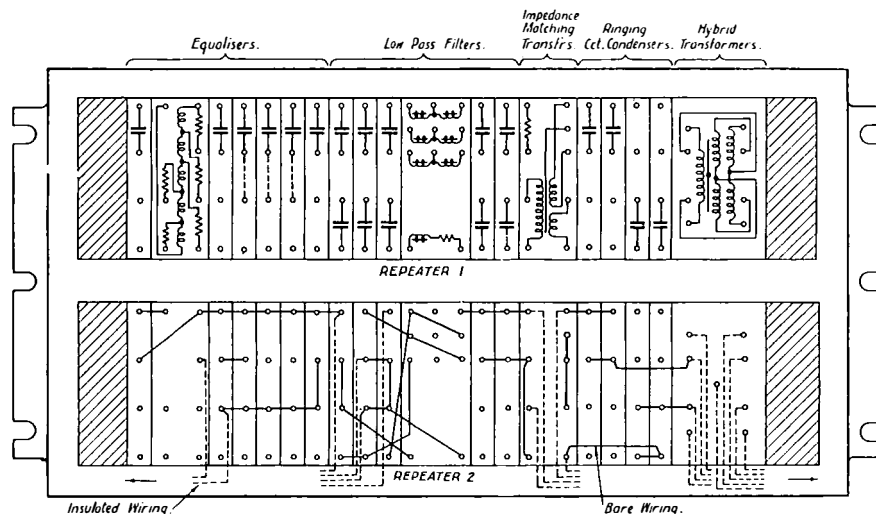 Equalisers.
Low Pass Filters.
Impedance
Matching
Transfrs.
Ringing
Cct. Condensers.
Hybrid
Transformers.
REPEATER 1
REPEATER 2
Insulated Wiring.
Bare Wiring.